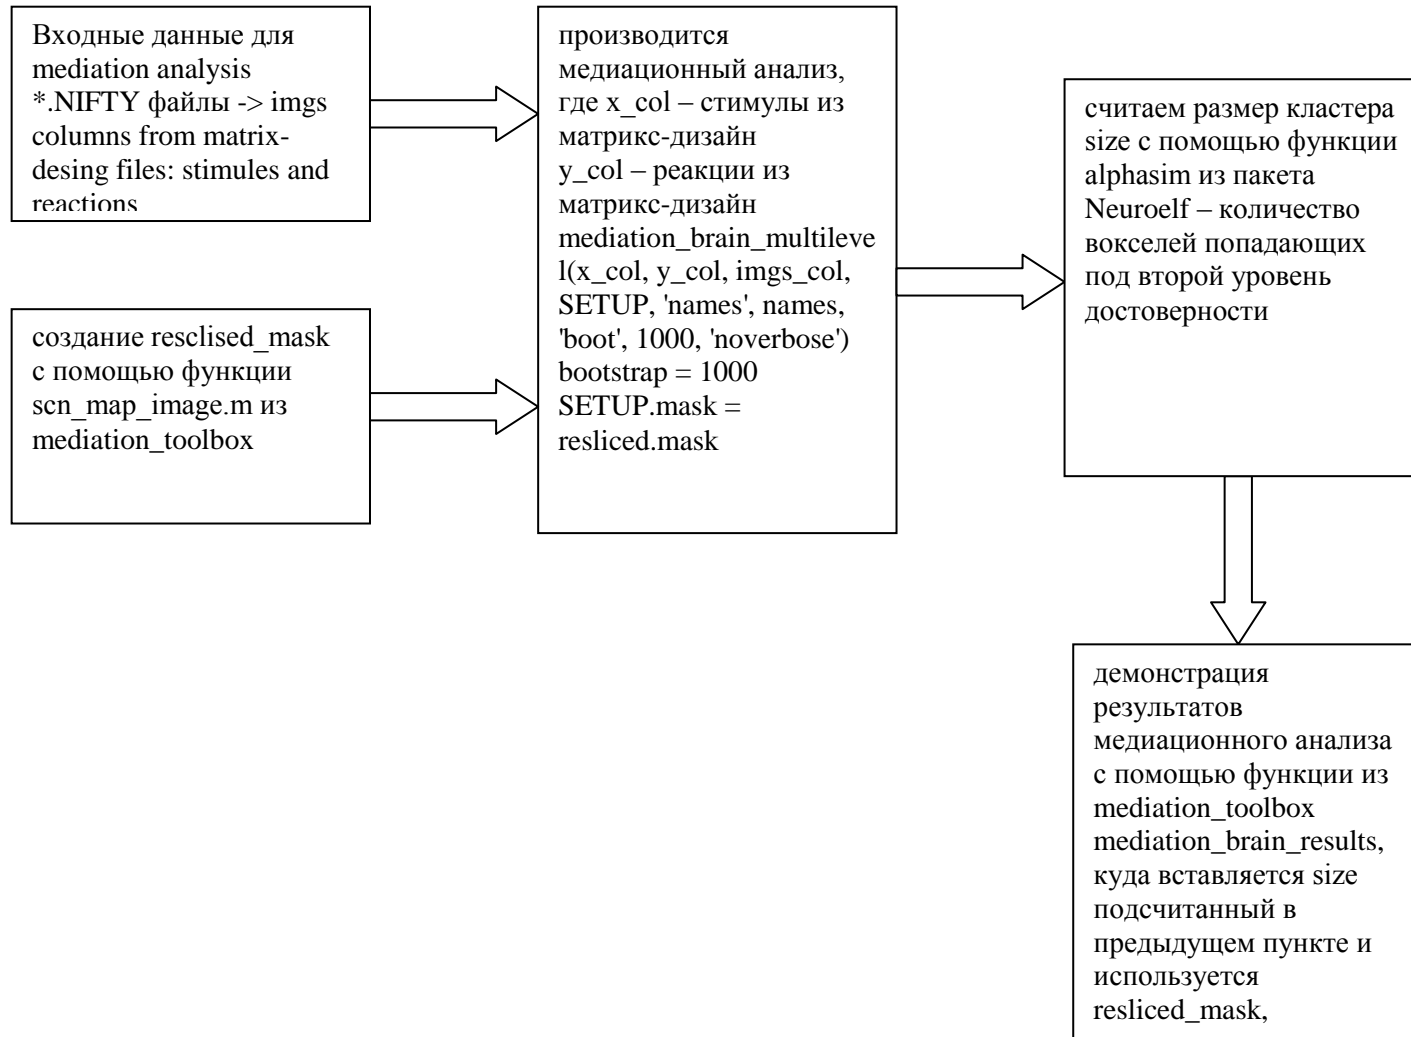 Входные данные для
mediation analysis
*.NIFTY файлы -> imgs
columns from matrix-
desing files: stimules and
reactions
создание resclised_mask
с помощью функции
scn_map_image.m из
mediation_toolbox
производится
медиационный анализ,
где x_col – стимулы из
матрикс-дизайн
y_col – реакции из
матрикс-дизайн
mediation_brain_multileve
l(x_col, y_col, imgs_col,
SETUP, 'names', names,
'boot', 1000, 'noverbose')
bootstrap = 1000
SETUP.mask =
resliced.mask
считаем размер кластера
size с помощью функции
alphasim из пакета
Neuroelf – количество
вокселей попадающих
под второй уровень
достоверности
демонстрация
результатов
медиационного анализа
с помощью функции из
mediation_toolbox
mediation_brain_results,
куда вставляется size
подсчитанный в
предыдущем пункте и
используется
resliced_mask,